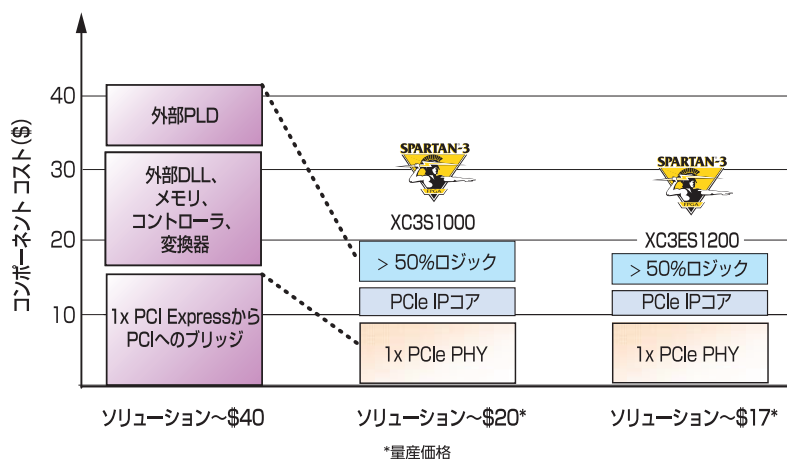 コンポーネント コスト($)
40
30
20
10
0
外部PLD
外部DLL、
メモリ、
コントローラ、
変換器
1x PCI Expressから
PCIへのブリッジ
ソリューション～$40
SPARTAN-3
FPGA
XC3S1000
> 50%ロジック
PCIe IPコア
1x PCIe PHY
ソリューション～$20*
SPARTAN-3
FPGA
XC3ES1200
> 50%ロジック
PCIe IPコア
1x PCIe PHY
ソリューション～$17*
*量産価格